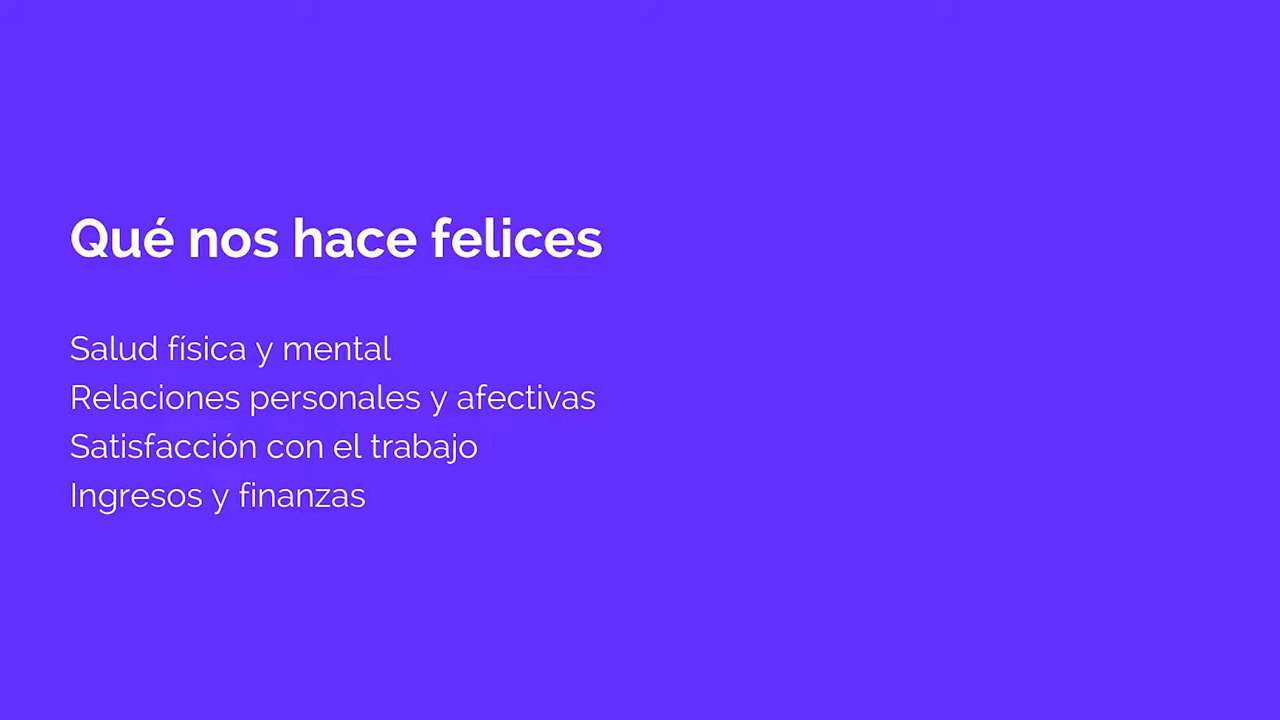 Qué nos hace felices
Salud física y mental
Relaciones personales y afectivas
Satisfacción con el trabajo
Ingresos y finanzas